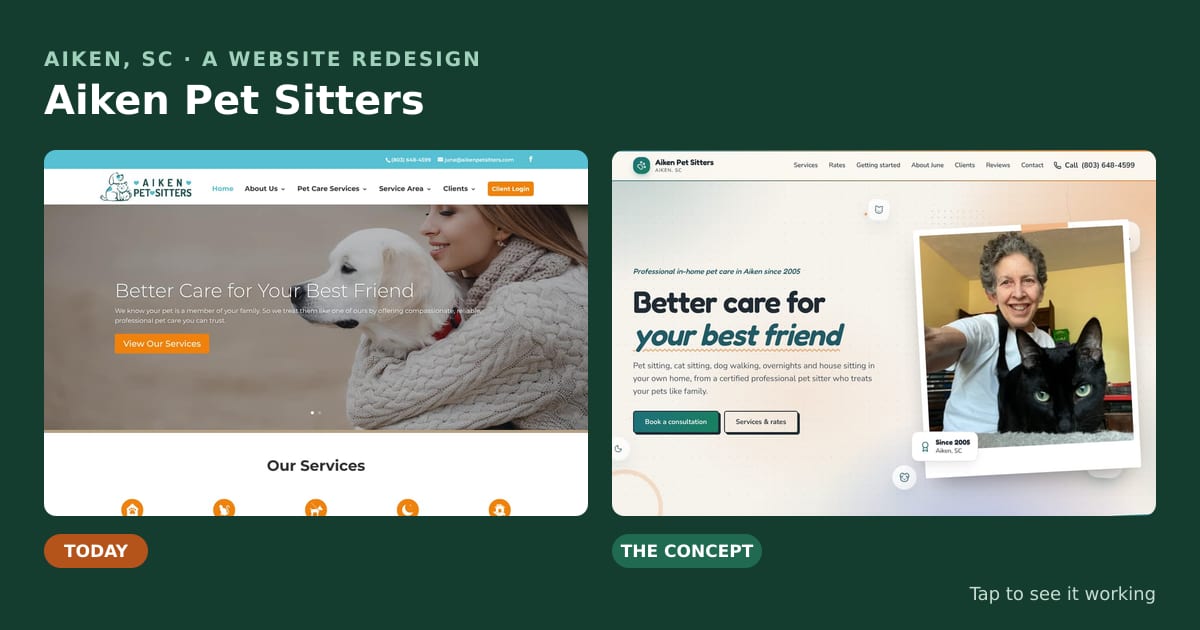 AIKEN, SC · A WEBSITE REDESIGN
Aiken Pet Sitters
(803) 648-4599 june@aikenpetsitters.com f
AIKEN
PET SITTERS
Home About Us Pet Care Services Service Area Clients Client Login
Better Care for Your Best Friend
We know your pet is a member of your family. So we treat them like one of ours by offering compassionate, reliable,
professional pet care you can trust.
View Our Services
Our Services
TODAY
Aiken Pet Sitters
AIKEN, SC
Services Rates Getting started About June Clients Reviews Contact Call (803) 648-4599
Professional in-home pet care in Aiken since 2005
Better care for
your best friend
Pet sitting, cat sitting, dog walking, overnights and house sitting in
your own home, from a certified professional pet sitter who treats
your pets like family.
Book a consultation Services & rates
Since 2005
Aiken, SC
THE CONCEPT
Tap to see it working